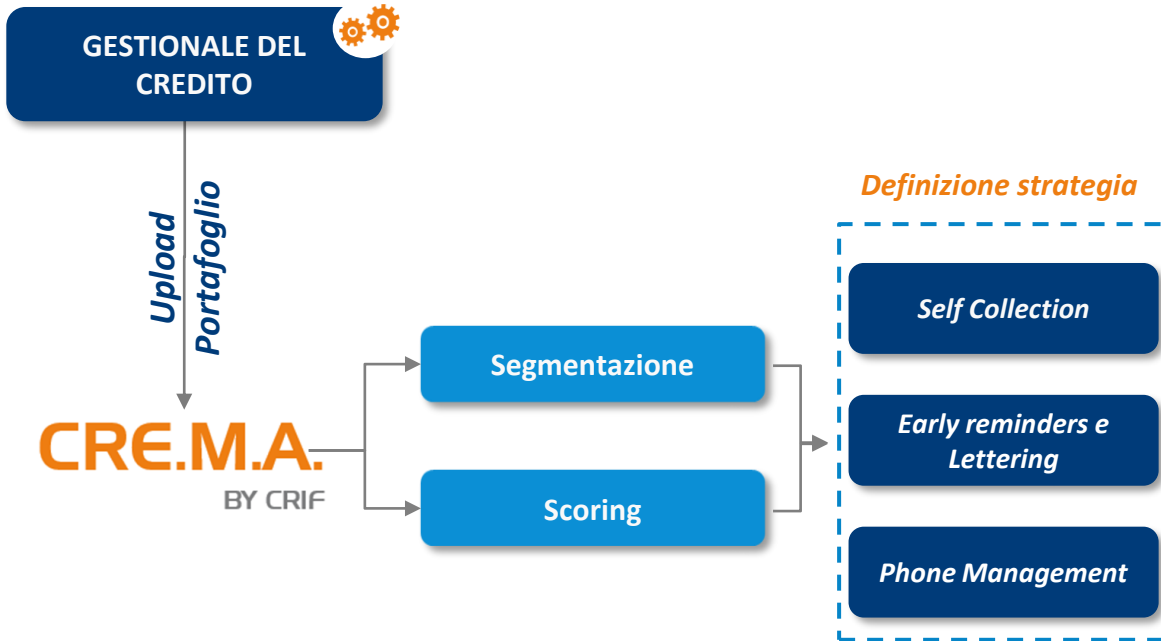 GESTIONALE DEL
CREDITO
Upload
Portafoglio
CRE.M.A.
BY CRIF
Segmentazione
Scoring
Definizione strategia
Self Collection
Early reminders e
Lettering
Phone Management